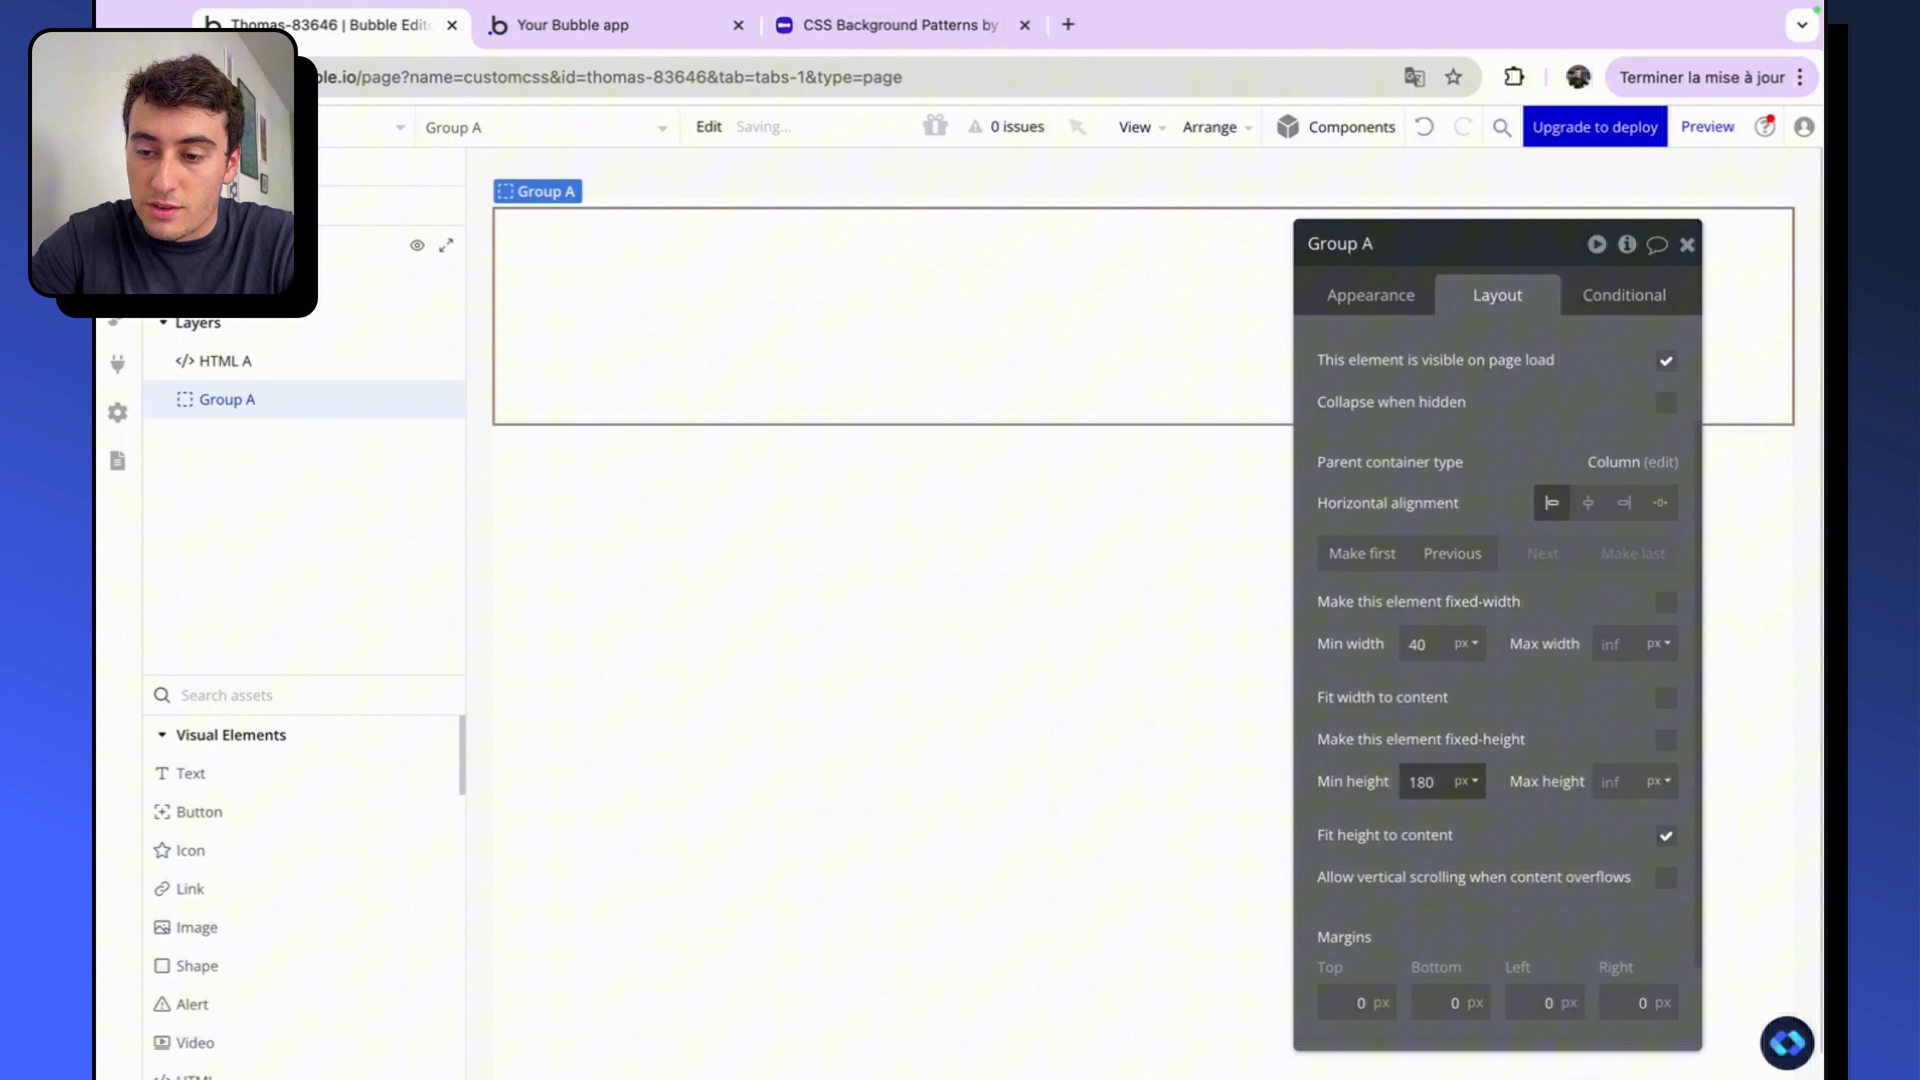 Thomas-83646 | Bubble Edit
Your Bubble app
CSS Background Patterns by
ble.io/page?name=customcss&id=thomas-83646&tab=tabs-1&type=page
Terminer la mise à jour
Group A
Edit
Saving...
0 issues
View
Arrange
Components
Upgrade to deploy
Preview
Group A
Layers
HTML A
Group A
Search assets
Visual Elements
Text
Button
Icon
Link
Image
Shape
Alert
Video
HTML
Group A
Appearance
Layout
Conditional
This element is visible on page load
Collapse when hidden
Parent container type
Column (edit)
Horizontal alignment
Make first
Previous
Next
Make last
Make this element fixed-width
Min width
40
px
Max width
inf
px
Fit width to content
Make this element fixed-height
Min height
180
px
Max height
inf
px
Fit height to content
Allow vertical scrolling when content overflows
Margins
Top
Bottom
Left
Right
0 px
0 px
0 px
0 px